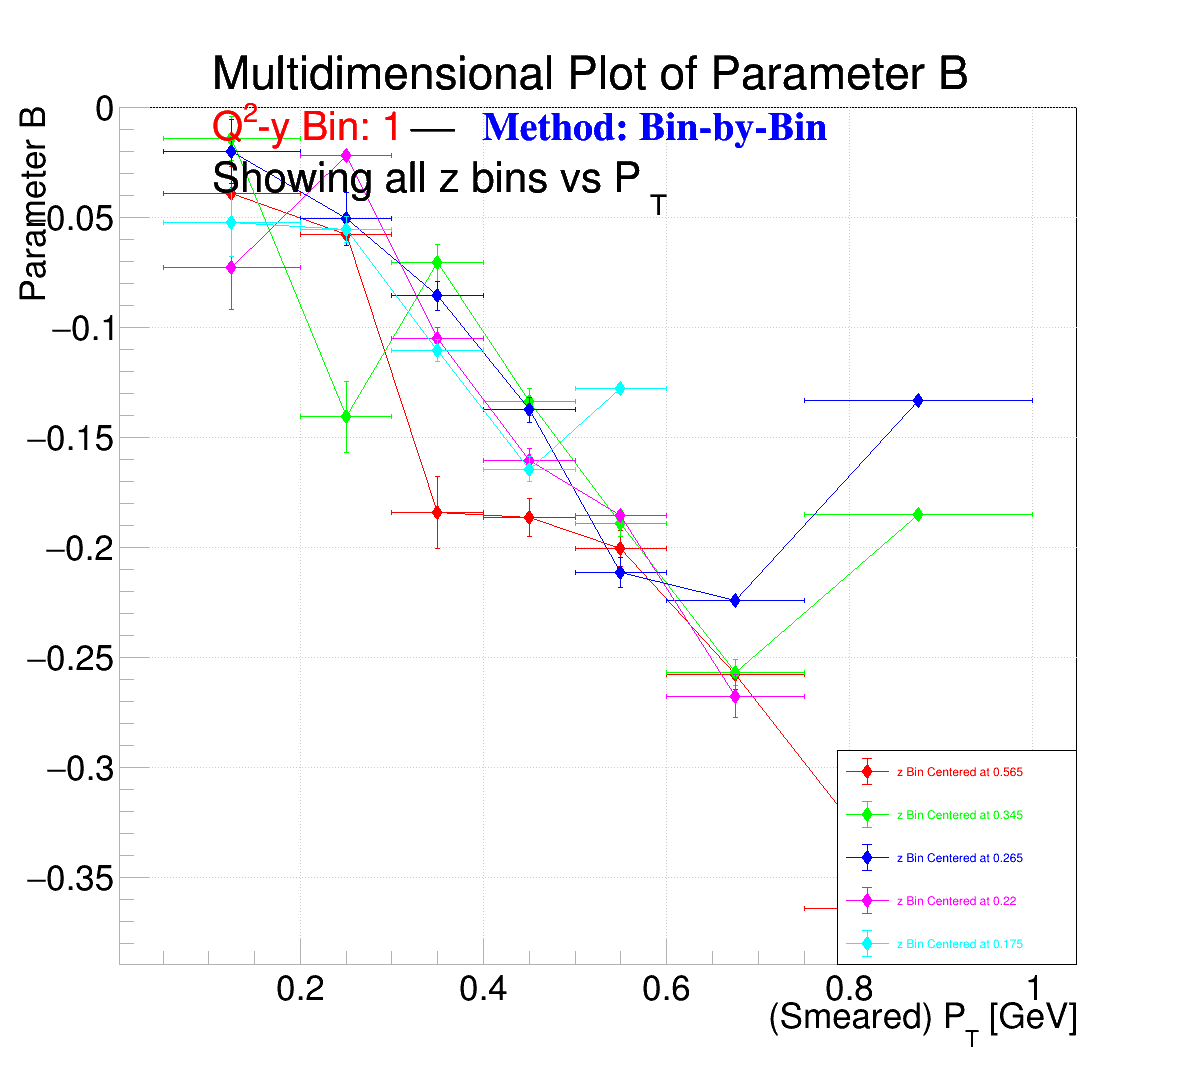 Multidimensional Plot of Parameter B
Q²-y Bin: 1 — Method: Bin-by-Bin
Showing all z bins vs P_T
Parameter B
0
−0.05
−0.1
−0.15
−0.2
−0.25
−0.3
−0.35
z Bin Centered at 0.565
z Bin Centered at 0.345
z Bin Centered at 0.265
z Bin Centered at 0.22
z Bin Centered at 0.175
0.2 0.4 0.6 0.8 1
(Smeared) P_T [GeV]